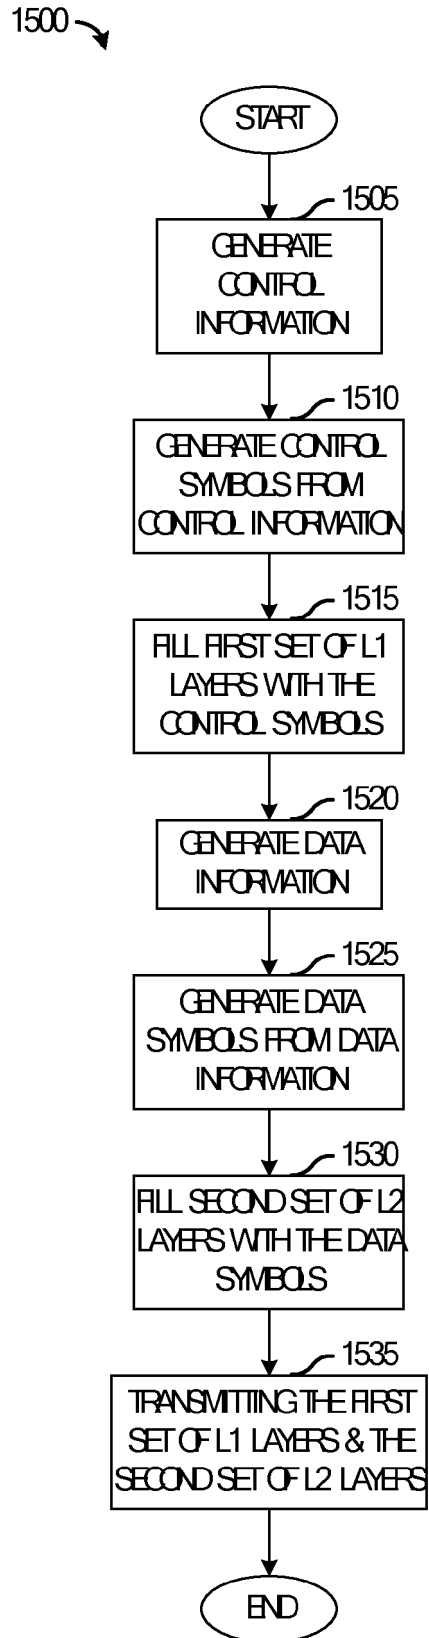 1500
START
1505
GENERATE
CONTROL
INFORMATION
1510
GENERATE CONTROL
SYMBOLS FROM
CONTROL INFORMATION
1515
FILL FIRST SET OF L1
LAYERS WITH THE
CONTROL SYMBOLS
1520
GENERATE DATA
INFORMATION
1525
GENERATE DATA
SYMBOLS FROM DATA
INFORMATION
1530
FILL SECOND SET OF L2
LAYERS WITH THE DATA
SYMBOLS
1535
TRANSMITTING THE FIRST
SET OF L1 LAYERS & THE
SECOND SET OF L2 LAYERS
END